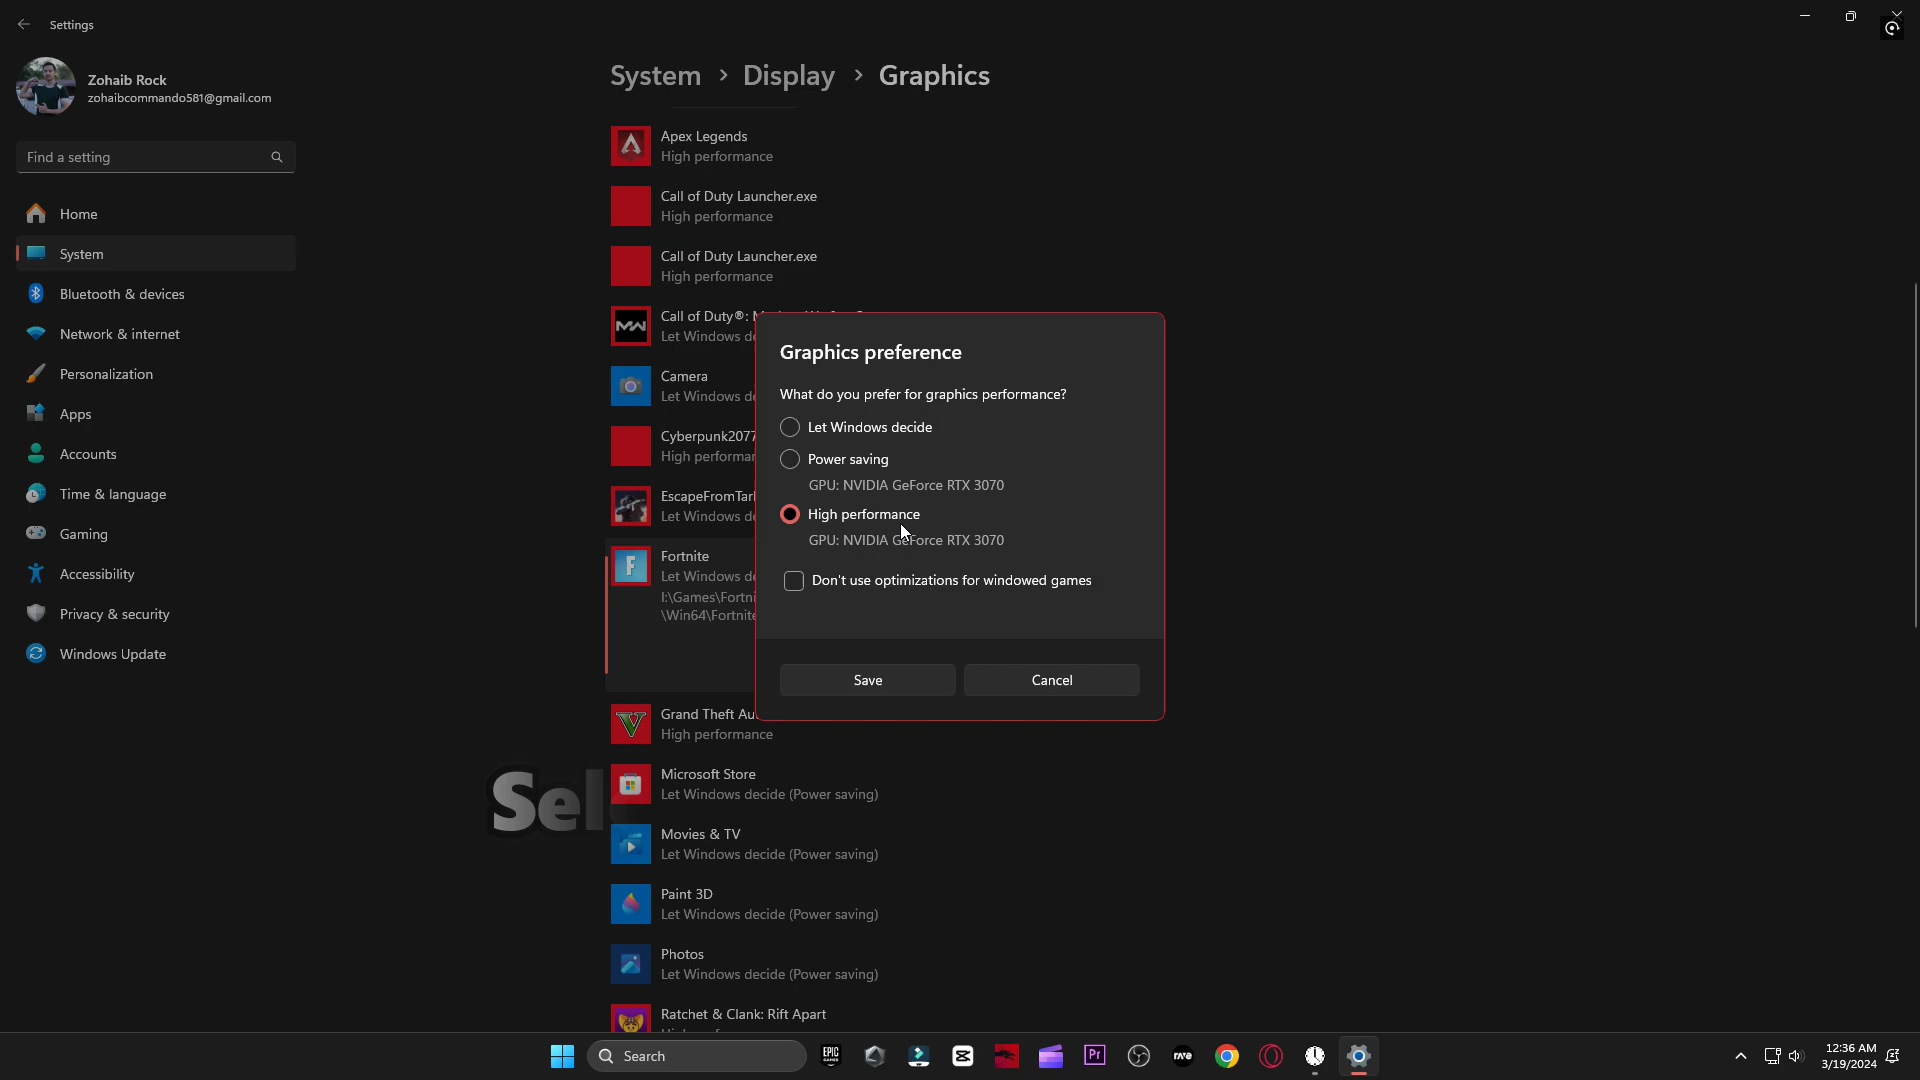 Settings
Zohaib Rock
zohaibcommando581@gmail.com
Find a setting
Home
System
Bluetooth & devices
Network & internet
Personalization
Apps
Accounts
Time & language
Gaming
Accessibility
Privacy & security
Windows Update
System > Display > Graphics
Apex Legends
High performance
Call of Duty Launcher.exe
High performance
Call of Duty Launcher.exe
High performance
Call of Duty®:
Let Windows
Camera
Let Windows
Cyberpunk2077
High performan
EscapeFromTar
Let Windows
Fortnite
Let Windows
I:\Games\Fortni
\Win64\Fortnite
Grand Theft Au
High performance
Microsoft Store
Let Windows decide (Power saving)
Movies & TV
Let Windows decide (Power saving)
Paint 3D
Let Windows decide (Power saving)
Photos
Let Windows decide (Power saving)
Ratchet & Clank: Rift Apart
Graphics preference
What do you prefer for graphics performance?
Let Windows decide
Power saving
GPU: NVIDIA GeForce RTX 3070
High performance
GPU: NVIDIA GeForce RTX 3070
Don't use optimizations for windowed games
Save
Cancel
Sel
Search
EPIC
GAMES
Pr
rave
12:36 AM
3/19/2024